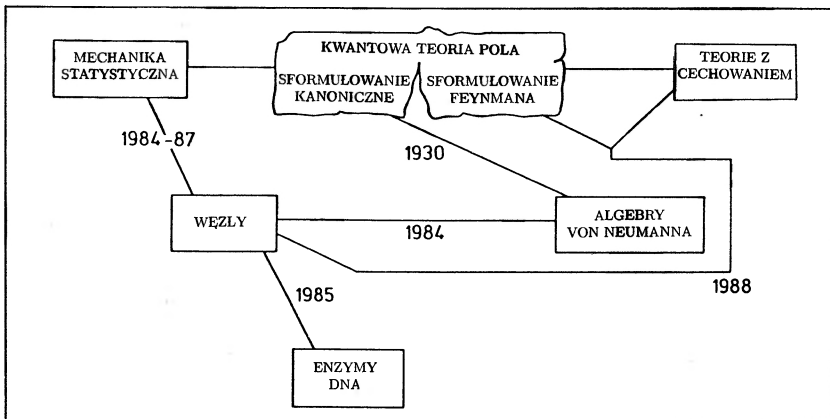 MECHANIKA
STATYSTYCZNA
KWANTOWA TEORIA POLA
SFORMUŁOWANIE
KANONICZNE
SFORMUŁOWANIE
FEYNMANA
TEORIE Z
CECHOWANIEM
1984-87
1930
WĘZŁY
1984
ALGEBRY
VON NEUMANNA
1985
1988
ENZYMY
DNA